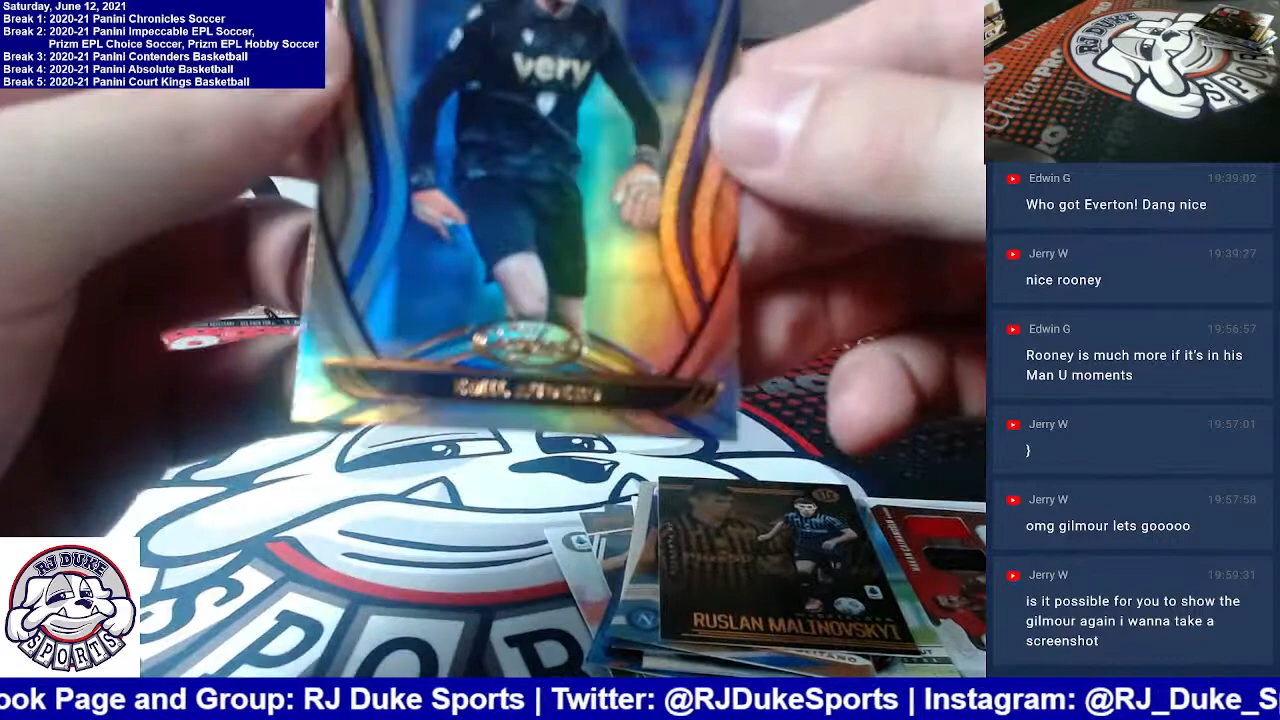 Saturday, June 12, 2021
Break 1: 2020-21 Panini Chronicles Soccer
Break 2: 2020-21 Panini Impeccable EPL Soccer,
Prizm EPL Choice Soccer, Prizm EPL Hobby Soccer
Break 3: 2020-21 Panini Contenders Basketball
Break 4: 2020-21 Panini Absolute Basketball
Break 5: 2020-21 Panini Court Kings Basketball
very
RUSLAN MALINOVSKYI
RJ DUKE
SPORTS
Edwin G 19:39:02
Who got Everton! Dang nice
Jerry W 19:39:27
nice rooney
Edwin G 19:56:57
Rooney is much more if it's in his
Man U moments
Jerry W 19:57:01
}
Jerry W 19:57:58
omg gilmour lets gooooo
Jerry W 19:59:31
is it possible for you to show the
gilmour again i wanna take a
screenshot
ook Page and Group: RJ Duke Sports | Twitter: @RJDukeSports | Instagram: @RJ_Duke_S